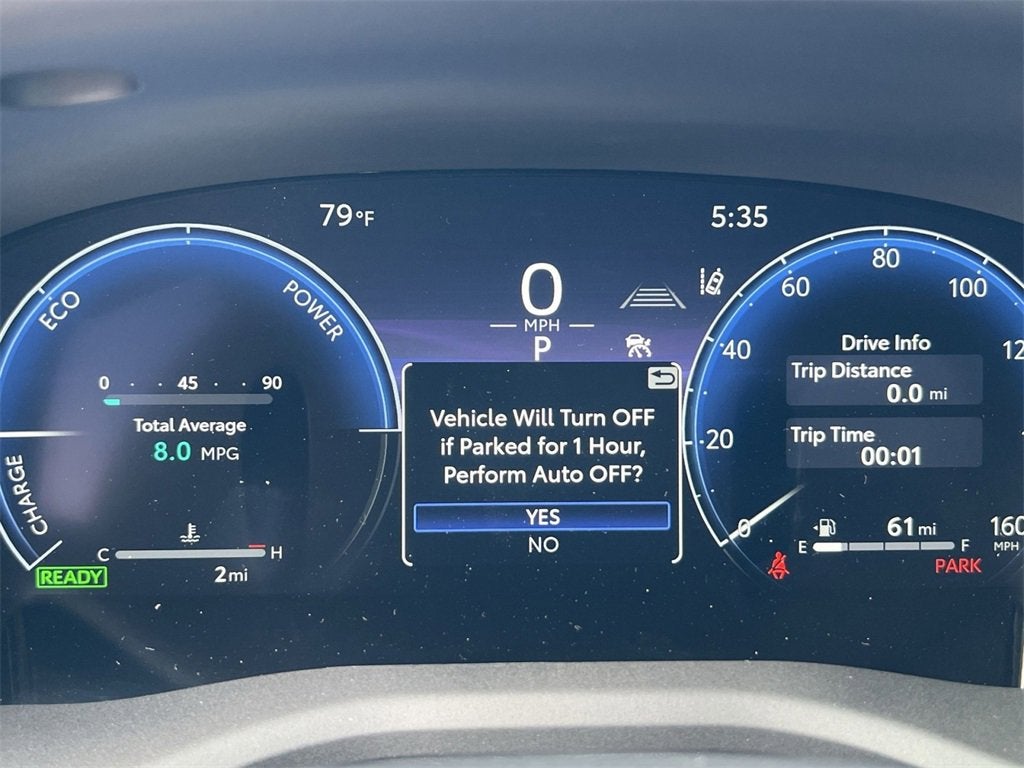 79°F
5:35
0
MPH
P
ECO
POWER
CHARGE
0 · · 45 · · 90
Total Average
8.0 MPG
C H
READY
2mi
Vehicle Will Turn OFF
if Parked for 1 Hour,
Perform Auto OFF?
YES
NO
0
20
40
60
80
100
12
160
MPH
Drive Info
Trip Distance
0.0 mi
Trip Time
00:01
61 mi
E F
PARK